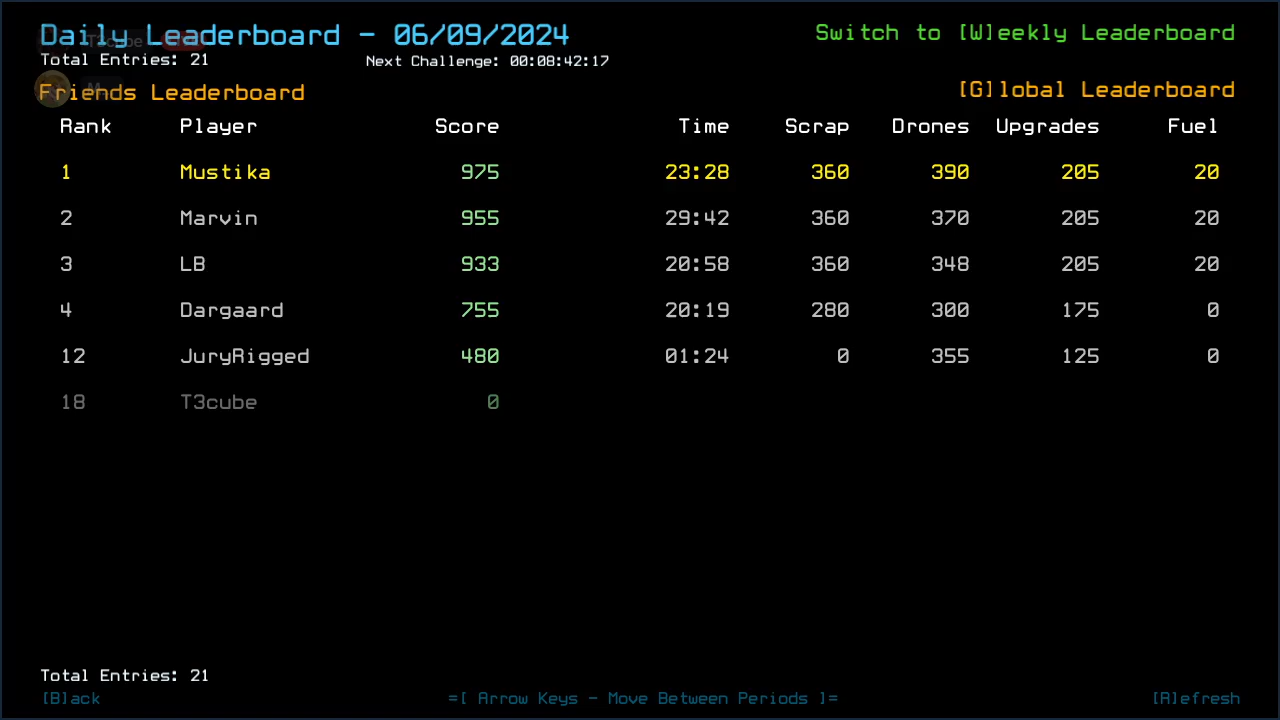 Daily Leaderboard - 06/09/2024
Switch to [W]eekly Leaderboard
Total Entries: 21
Next Challenge: 00:08:42:17
Friends Leaderboard
[G]lobal Leaderboard
Rank Player Score Time Scrap Drones Upgrades Fuel
1 Mustika 975 23:28 360 390 205 20
2 Marvin 955 29:42 360 370 205 20
3 LB 933 20:58 360 348 205 20
4 Dargaard 755 20:19 280 300 175 0
12 JuryRigged 480 01:24 0 355 125 0
18 T3cube 0
Total Entries: 21
[B]ack
=[ Arrow Keys - Move Between Periods ]=
[R]efresh